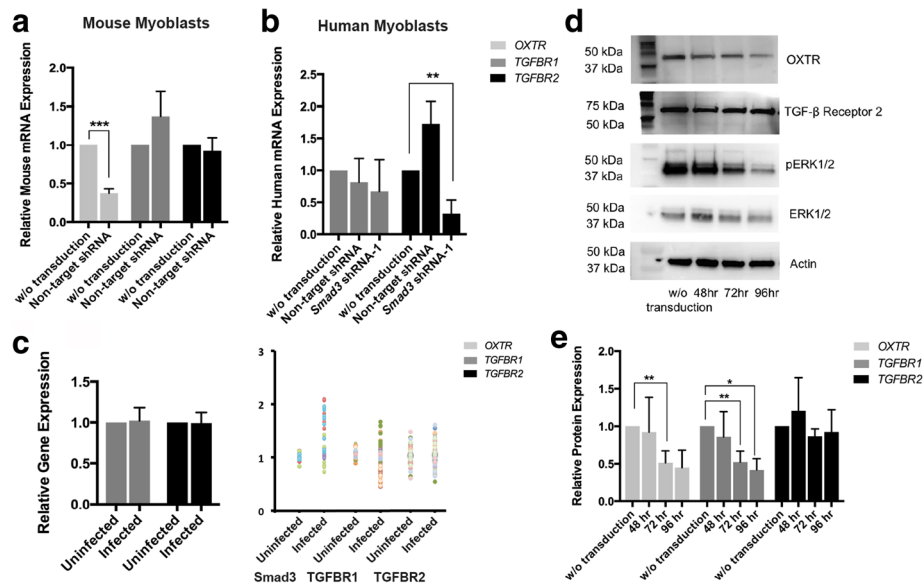 a
Mouse Myoblasts
Relative Mouse mRNA Expression
2.0
1.5
1.0
0.5
0.0
***
w/o transduction
Non-target shRNA
w/o transduction
Non-target shRNA
w/o transduction
Non-target shRNA
b
Human Myoblasts
Relative Human mRNA Expression
2.5
2.0
1.5
1.0
0.5
0.0
**
w/o transduction
Non-target shRNA
Smad3 shRNA-1
w/o transduction
Non-target shRNA
Smad3 shRNA-1
OXTR
TGFBR1
TGFBR2
c
Relative Gene Expression
1.5
1.0
0.5
0.0
Uninfected
Infected
Uninfected
Infected
3
2
1
0
Uninfected
Infected
Uninfected
Infected
Uninfected
Infected
Smad3 TGFBR1 TGFBR2
OXTR
TGFBR1
TGFBR2
d
50 kDa
37 kDa
OXTR
75 kDa
50 kDa
TGF-β Receptor 2
50 kDa
37 kDa
pERK1/2
50 kDa
37 kDa
ERK1/2
50 kDa
37 kDa
Actin
w/o 48hr 72hr 96hr
transduction
e
Relative Protein Expression
2.0
1.5
1.0
0.5
0.0
**
*
**
w/o transduction
48 hr
72 hr
96 hr
w/o transduction
48 hr
72 hr
96 hr
w/o transduction
48 hr
72 hr
96 hr
OXTR
TGFBR1
TGFBR2